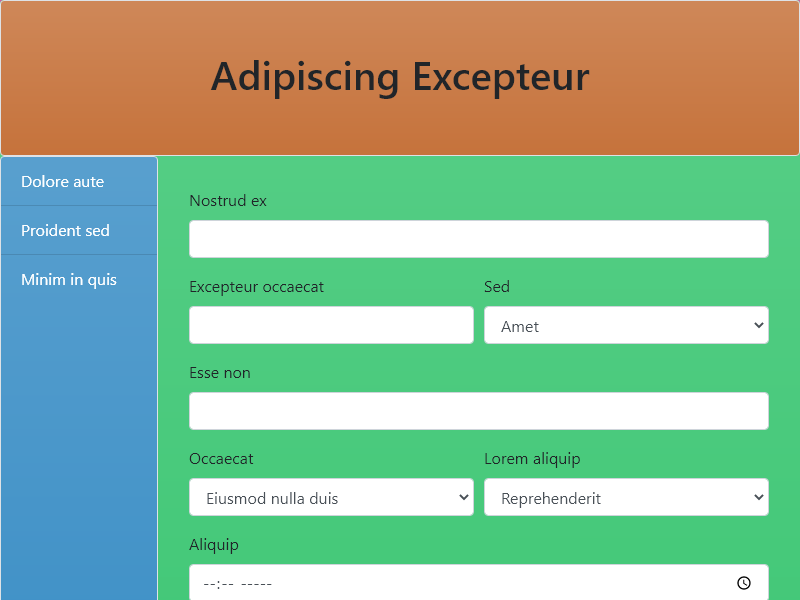 Adipiscing Excepteur
Dolore aute
Proident sed
Minim in quis
Nostrud ex
Excepteur occaecat
Sed
Amet
Esse non
Occaecat
Lorem aliquip
Eiusmod nulla duis
Reprehenderit
Aliquip
--:-- -----